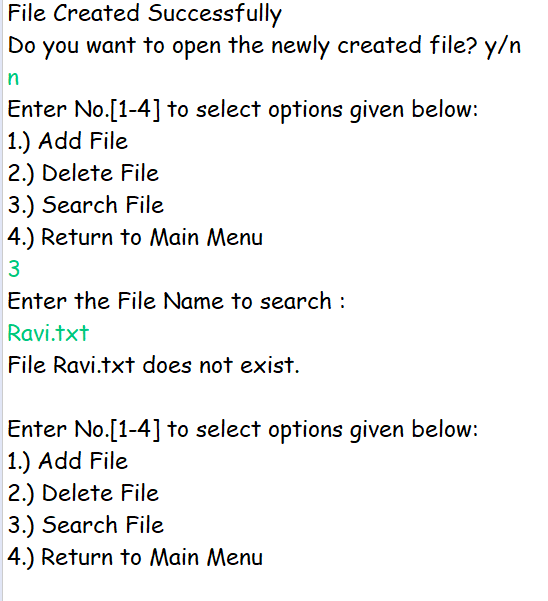 File Created Successfully
Do you want to open the newly created file? y/n
n
Enter No.[1-4] to select options given below:
1.) Add File
2.) Delete File
3.) Search File
4.) Return to Main Menu
3
Enter the File Name to search :
Ravi.txt
File Ravi.txt does not exist.

Enter No.[1-4] to select options given below:
1.) Add File
2.) Delete File
3.) Search File
4.) Return to Main Menu